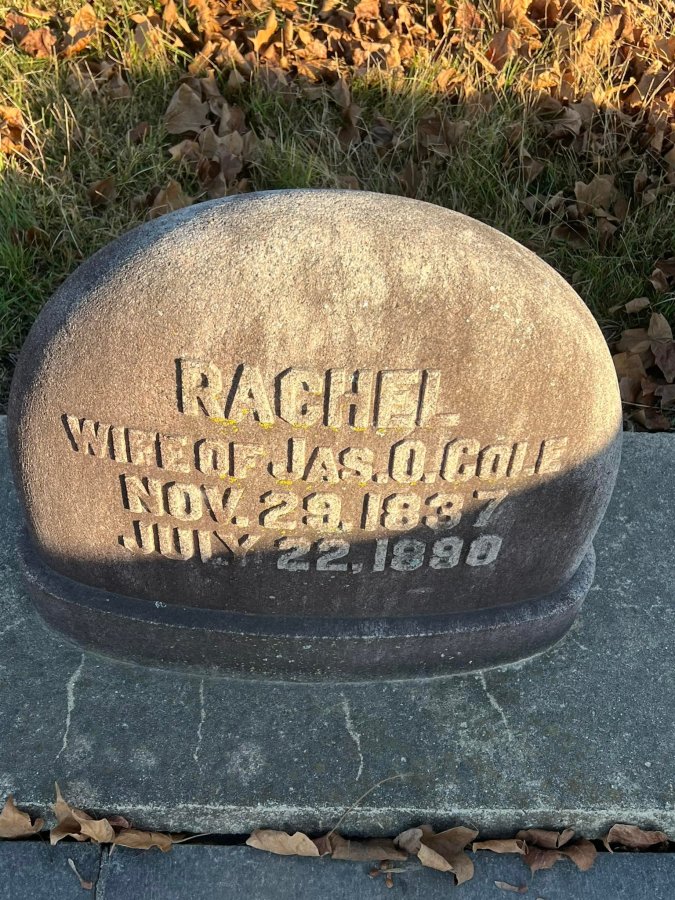 RACHEL
WIFE OF JAS. O. COLE
NOV. 29, 1837
JULY 22, 1890